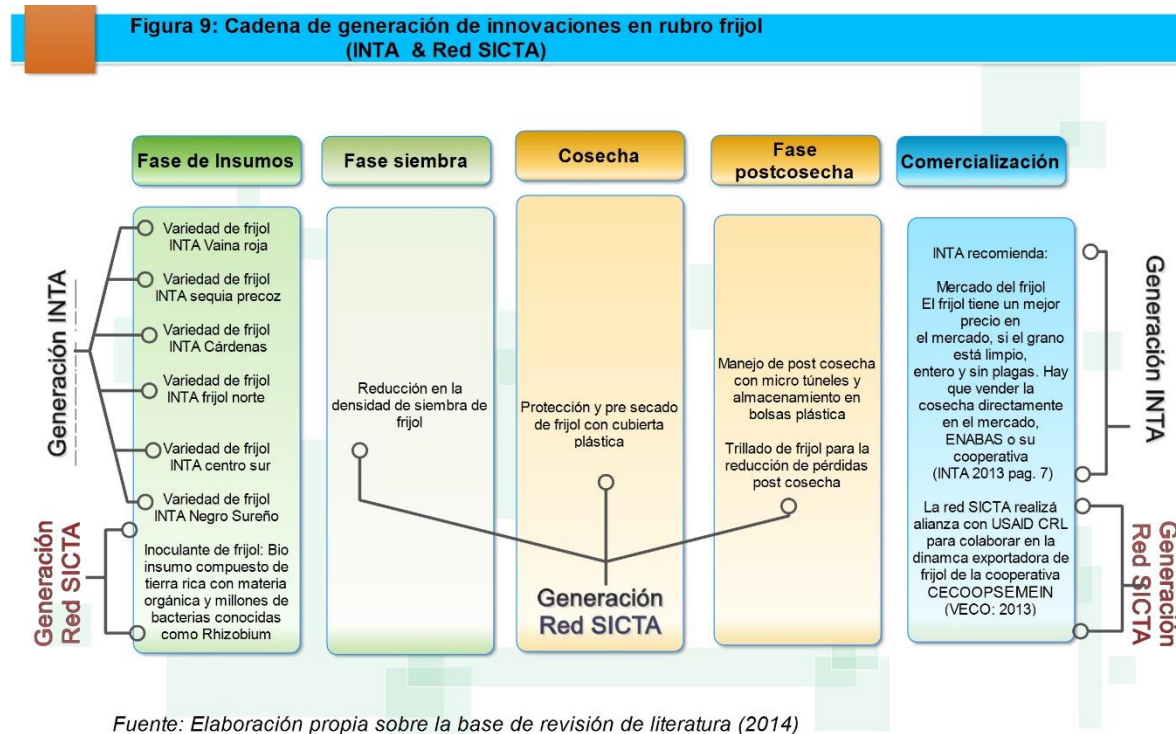 Figura 9: Cadena de generación de innovaciones en rubro frijol
(INTA & Red SICTA)
Fase de Insumos
Fase siembra
Cosecha
Fase
postcosecha
Comercialización
Generación INTA
Variedad de frijol
INTA Vaina roja
Variedad de frijol
INTA sequia precoz
Variedad de frijol
INTA Cárdenas
Variedad de frijol
INTA frijol norte
Variedad de frijol
INTA centro sur
Variedad de frijol
INTA Negro Sureño
Generación
Red SICTA
Inoculante de frijol: Bio
insumo compuesto de
tierra rica con materia
orgánica y millones de
bacterias conocidas
como Rhizobium
Reducción en la
densidad de siembra de
frijol
Protección y pre secado
de frijol con cubierta
plástica
Manejo de post cosecha
con micro túneles y
almacenamiento en
bolsas plástica
Trillado de frijol para la
reducción de pérdidas
post cosecha
Generación
Red SICTA
INTA recomienda:
Mercado del frijol
El frijol tiene un mejor
precio en
el mercado, si el grano
está limpio,
entero y sin plagas. Hay
que vender la
cosecha directamente
en el mercado,
ENABAS o su
cooperativa
(INTA 2013 pag. 7)
La red SICTA realizá
alianza con USAID CRL
para colaborar en la
dinamca exportadora de
frijol de la cooperativa
CECOOPSEMEIN
(VECO: 2013)
Generación INTA
Generación
Red SICTA
Fuente: Elaboración propia sobre la base de revisión de literatura (2014)